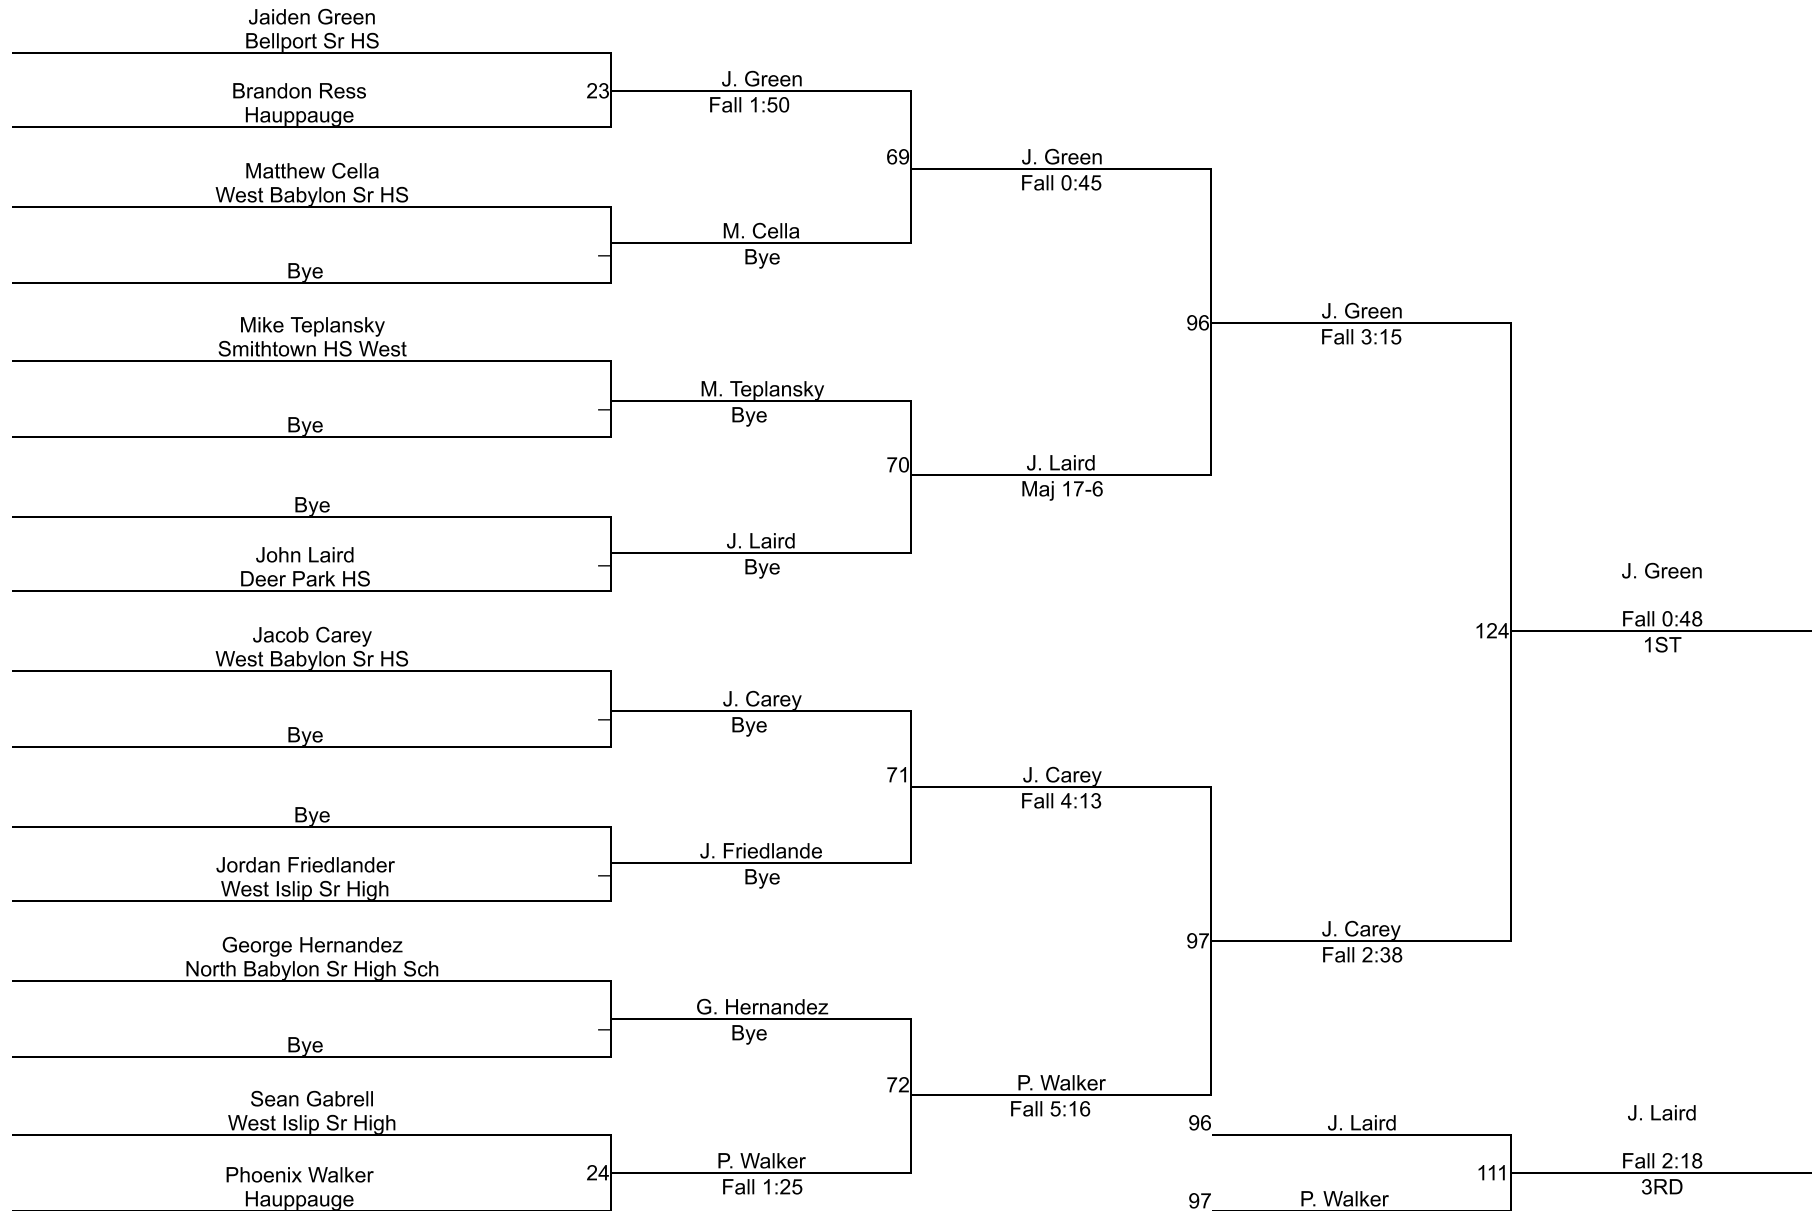 Jaiden Green
Bellport Sr HS
Brandon Ress
Hauppauge
23
J. Green
Fall 1:50
Matthew Cella
West Babylon Sr HS
Bye
M. Cella
Bye
69
J. Green
Fall 0:45
Mike Teplansky
Smithtown HS West
Bye
M. Teplansky
Bye
Bye
John Laird
Deer Park HS
J. Laird
Bye
70
J. Laird
Maj 17-6
96
J. Green
Fall 3:15
Jacob Carey
West Babylon Sr HS
Bye
J. Carey
Bye
Bye
Jordan Friedlander
West Islip Sr High
J. Friedlande
Bye
71
J. Carey
Fall 4:13
George Hernandez
North Babylon Sr High Sch
Bye
G. Hernandez
Bye
Sean Gabrell
West Islip Sr High
Phoenix Walker
Hauppauge
24
P. Walker
Fall 1:25
72
P. Walker
Fall 5:16
97
J. Carey
Fall 2:38
124
J. Green
Fall 0:48
1ST
96
J. Laird
97
P. Walker
111
J. Laird
Fall 2:18
3RD